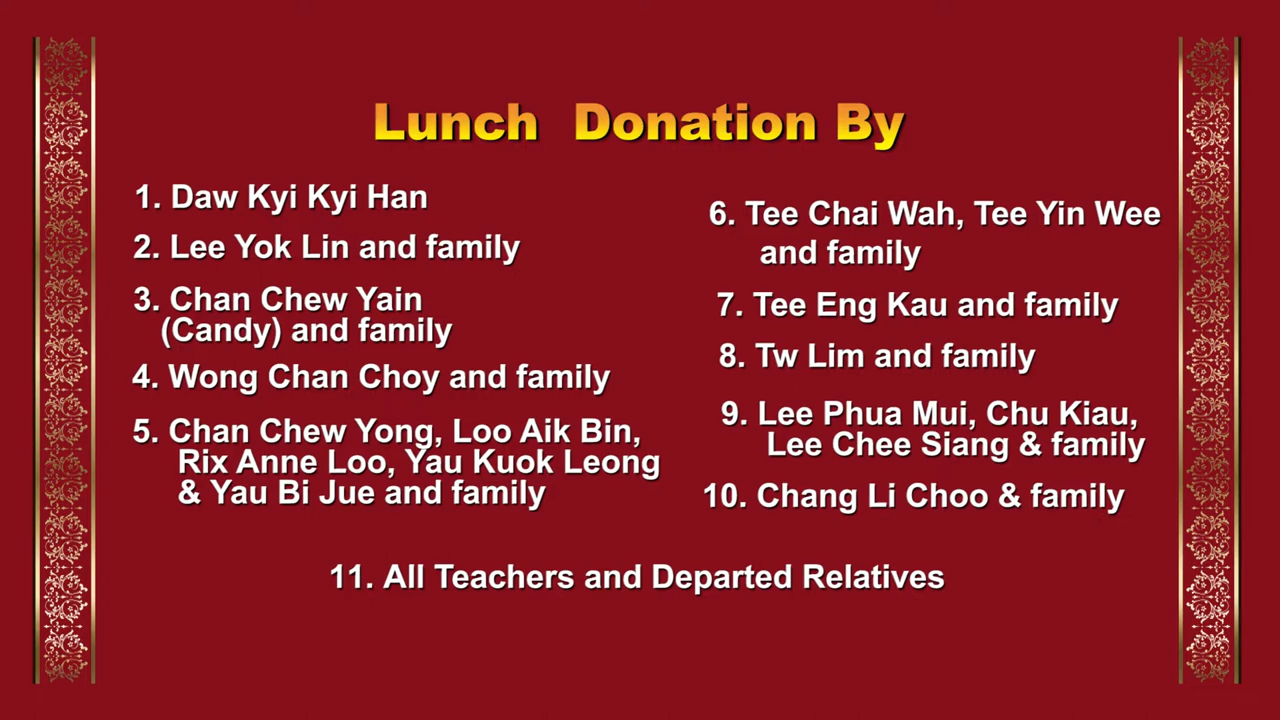 Lunch Donation By
1. Daw Kyi Kyi Han
2. Lee Yok Lin and family
3. Chan Chew Yain
(Candy) and family
4. Wong Chan Choy and family
5. Chan Chew Yong, Loo Aik Bin,
Rix Anne Loo, Yau Kuok Leong
& Yau Bi Jue and family
6. Tee Chai Wah, Tee Yin Wee
and family
7. Tee Eng Kau and family
8. Tw Lim and family
9. Lee Phua Mui, Chu Kiau,
Lee Chee Siang & family
10. Chang Li Choo & family
11. All Teachers and Departed Relatives